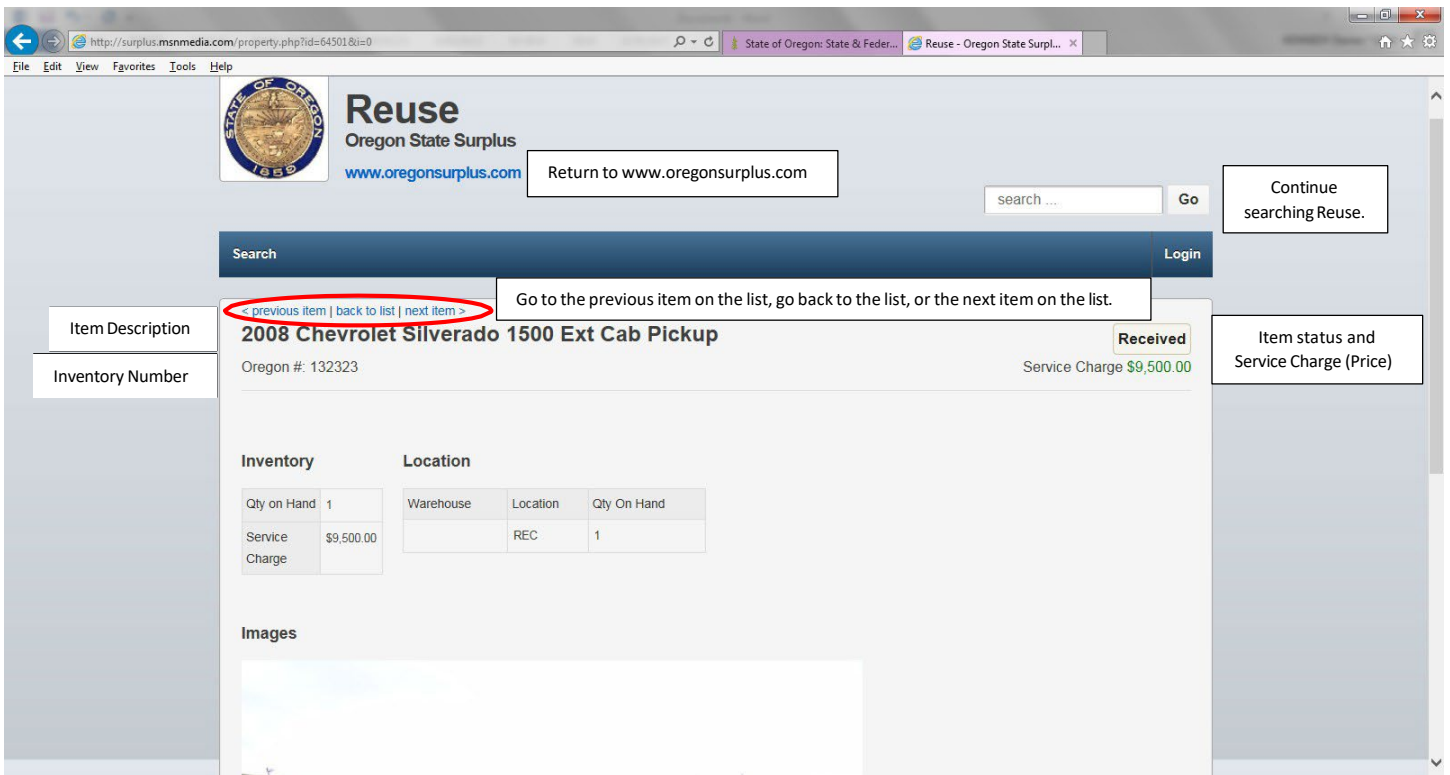 http://surplus.msnmedia.com/property.php?id=64501&i=0
State of Oregon: State & Feder...
Reuse - Oregon State Surpl...
File Edit View Favorites Tools Help
STATE OF OREGON
1859
Reuse
Oregon State Surplus
www.oregonsurplus.com
Return to www.oregonsurplus.com
search ...
Go
Continue
searching Reuse.
Search
Login
Go to the previous item on the list, go back to the list, or the next item on the list.
< previous item | back to list | next item >
Item Description
2008 Chevrolet Silverado 1500 Ext Cab Pickup
Received
Item status and
Service Charge (Price)
Inventory Number
Oregon #: 132323
Service Charge $9,500.00
Inventory
Location
Qty on Hand 1
Service Charge $9,500.00
Warehouse Location Qty On Hand
REC 1
Images